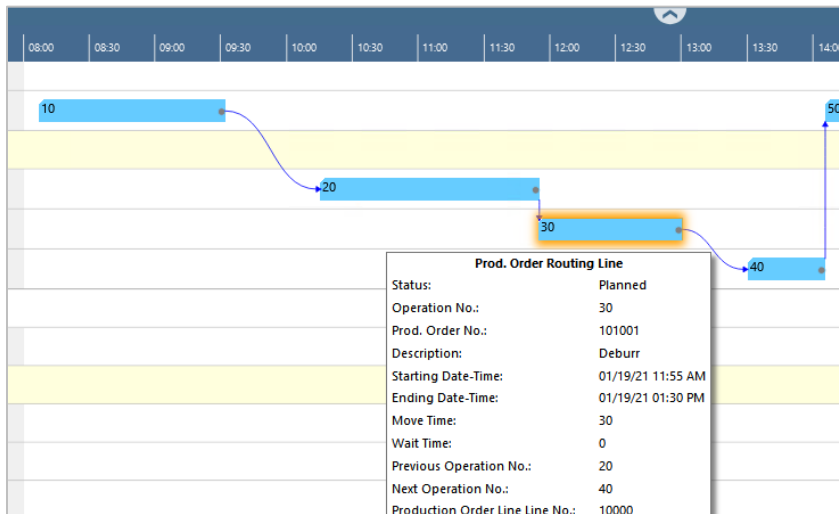 08:00 08:30 09:00 09:30 10:00 10:30 11:00 11:30 12:00 12:30 13:00 13:30 14:00
10 50
20
30
40
Prod. Order Routing Line
Status: Planned
Operation No.: 30
Prod. Order No.: 101001
Description: Deburr
Starting Date-Time: 01/19/21 11:55 AM
Ending Date-Time: 01/19/21 01:30 PM
Move Time: 30
Wait Time: 0
Previous Operation No.: 20
Next Operation No.: 40
Production Order Line Line No.: 10000